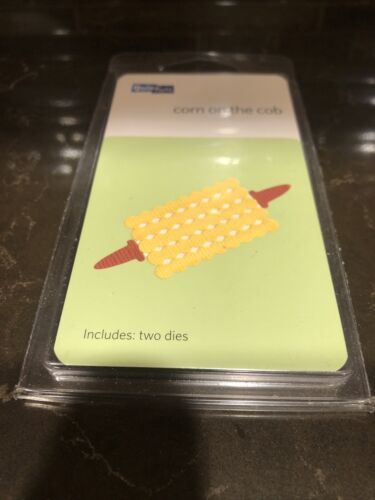 corn on the cob
Includes: two dies